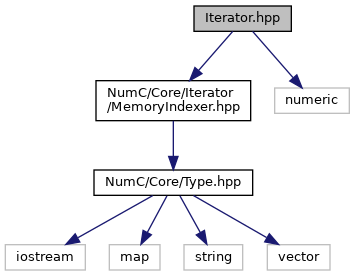 Iterator.hpp
NumC/Core/Iterator
/MemoryIndexer.hpp
numeric
NumC/Core/Type.hpp
iostream
map
string
vector